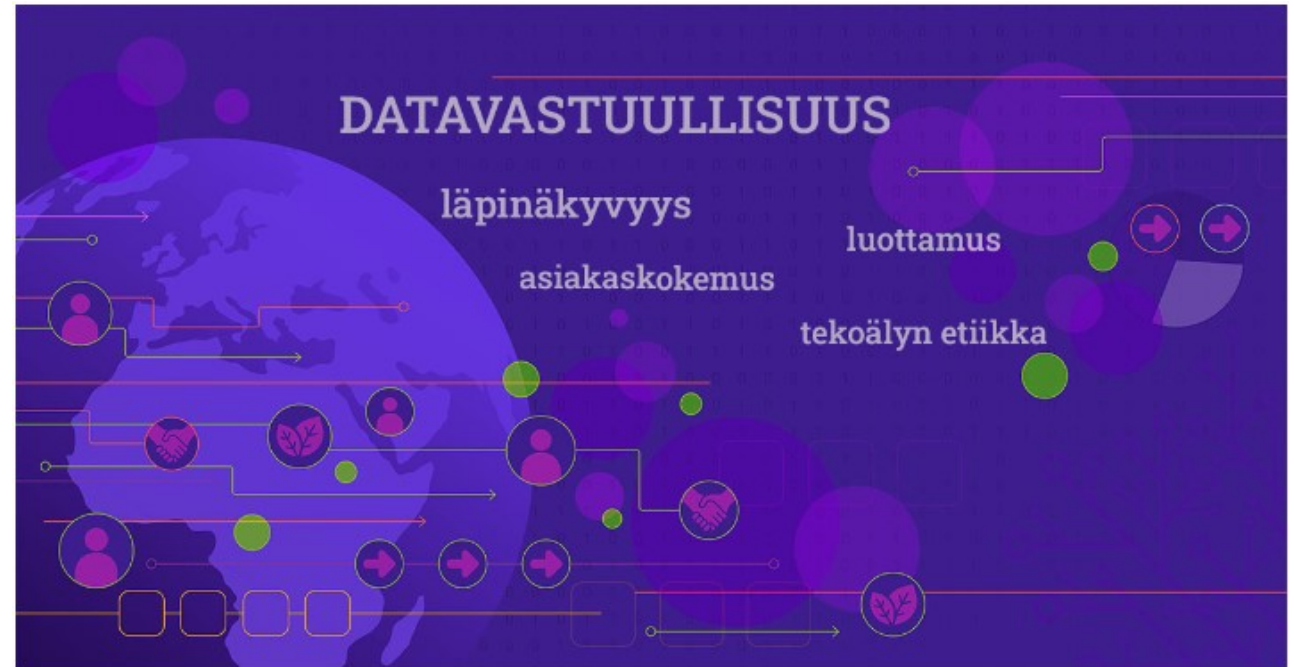 DATAVASTUULLISUUS
läpinäkyvyys
luottamus
asiakaskokemus
tekoälyn etiikka